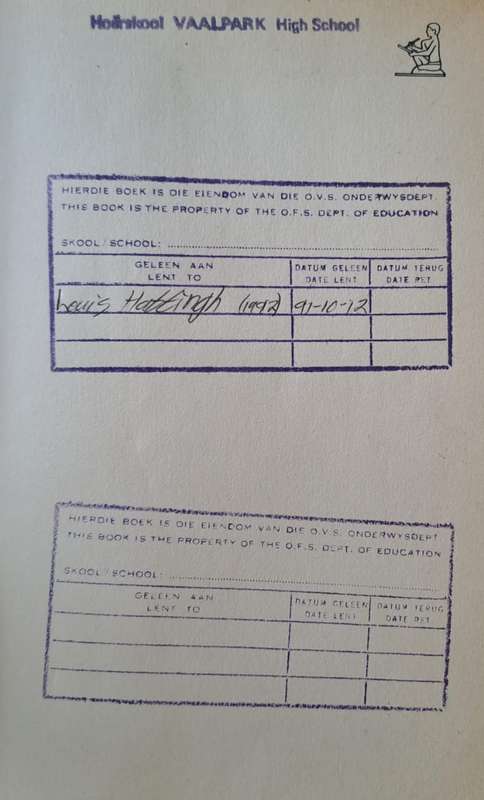 Hoërskool VAALPARK High School
HIERDIE BOEK IS DIE EIENDOM VAN DIE O.V.S. ONDERWYSDEPT.
THIS BOOK IS THE PROPERTY OF THE O.F.S. DEPT. OF EDUCATION
SKOOL/SCHOOL:
GELEEN AAN DATUM GELEEN DATUM TERUG
LENT TO DATE LENT DATE RET
Louis Hattingh (1992) 91-10-12
HIERDIE BOEK IS DIE EIENDOM VAN DIE O.V.S. ONDERWYSDEPT.
THIS BOOK IS THE PROPERTY OF THE O.F.S. DEPT. OF EDUCATION
SKOOL/SCHOOL:
GELEEN AAN DATUM GELEEN DATUM TERUG
LENT TO DATE LENT DATE RET